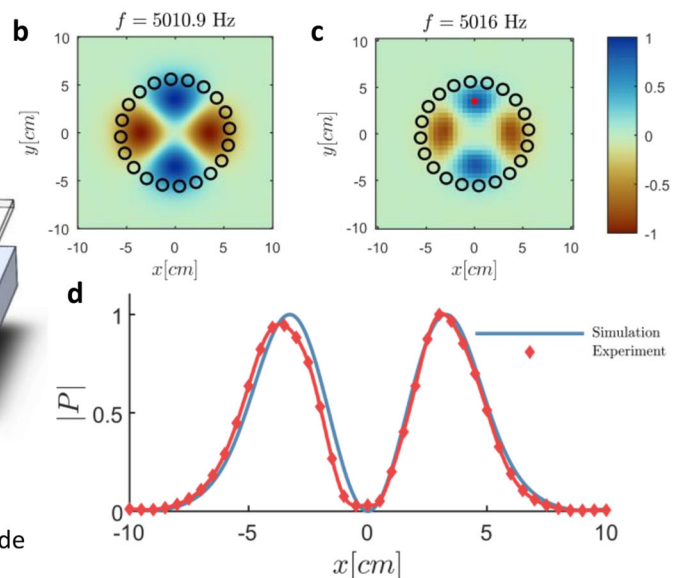 b
f = 5010.9 Hz
10
5
0
-5
-10
y[cm]
-10 -5 0 5 10
x[cm]
c
f = 5016 Hz
10
5
0
-5
-10
y[cm]
-10 -5 0 5 10
x[cm]
1
0.5
0
-0.5
-1
d
1
0.5
0
|P|
Simulation
Experiment
-10 -5 0 5 10
x[cm]
de